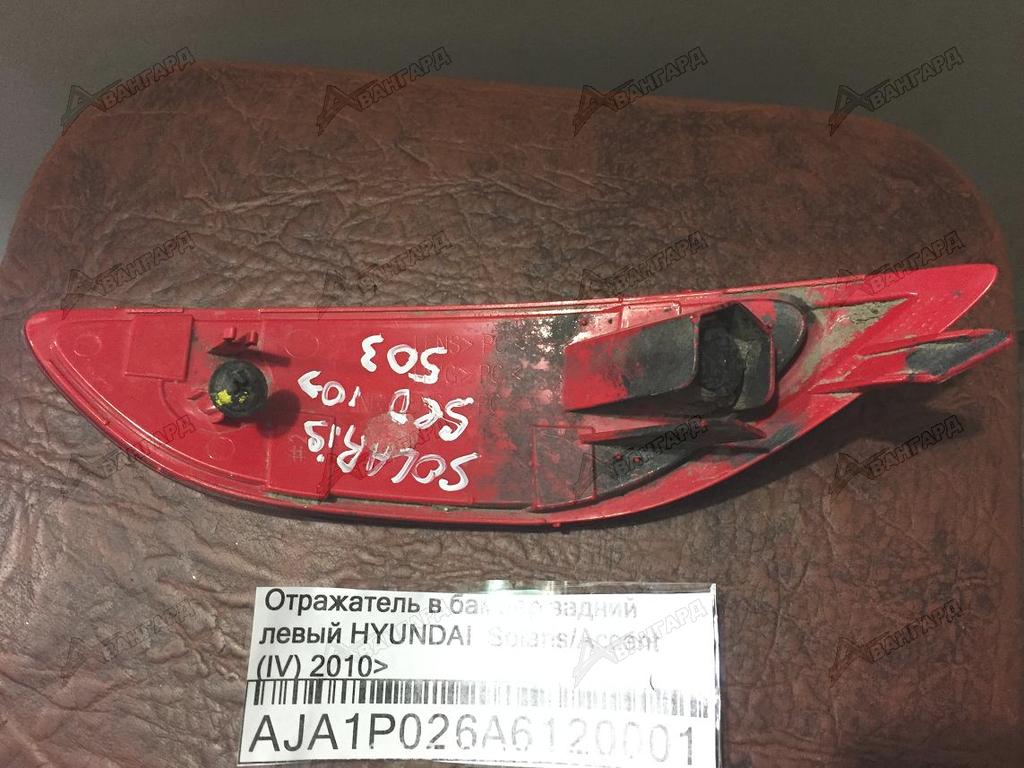 SOLARIS
SED 10>
503
Отражатель в бампер задний
левый HYUNDAI Solaris/Accent
(IV) 2010>
AJA1P026A6120001
АВАНГАРД